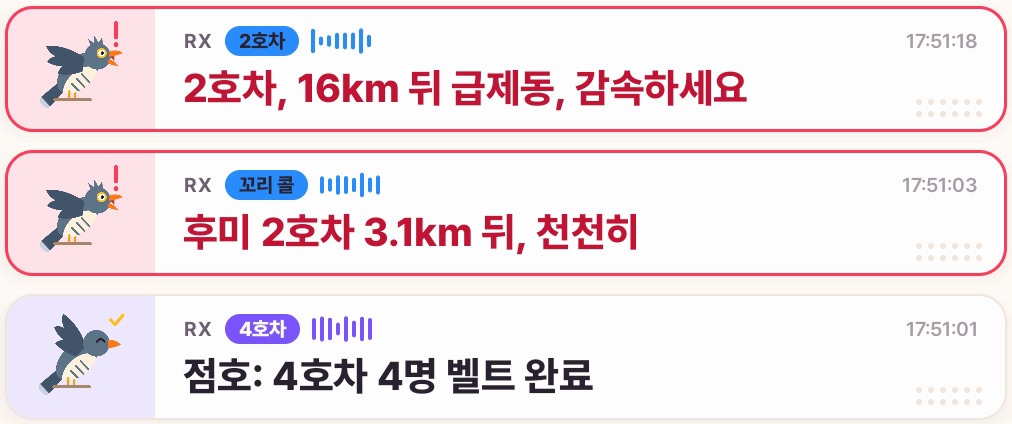 RX 2호차 17:51:18
2호차, 16km 뒤 급제동, 감속하세요
RX 꼬리 콜 17:51:03
후미 2호차 3.1km 뒤, 천천히
RX 4호차 17:51:01
점호: 4호차 4명 벨트 완료